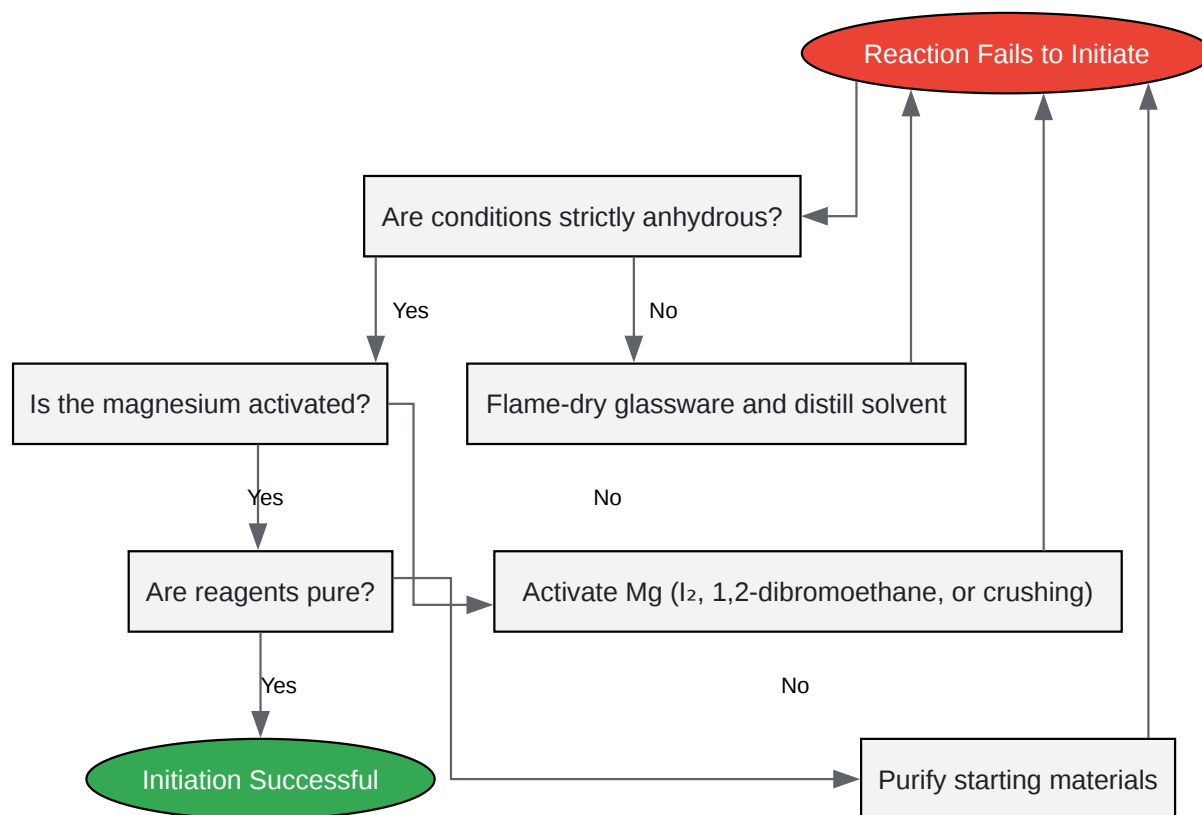 Reaction Fails to Initiate
Are conditions strictly anhydrous?
Yes
No
Is the magnesium activated?
Flame-dry glassware and distill solvent
Yes
No
Are reagents pure?
Activate Mg (I₂, 1,2-dibromoethane, or crushing)
Yes
No
Initiation Successful
Purify starting materials